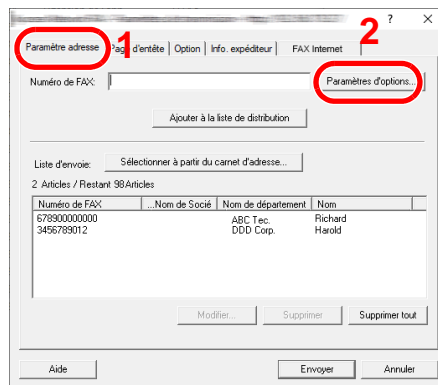 2
? X
Paramètre adresse 1 Page d'entête Option Info. expéditeur FAX Internet
Numéro de FAX: Paramètres d'options...
Ajouter à la liste de distribution
Liste d'envoie: Sélectionner à partir du carnet d'adresse...
2 Articles / Restant 98Articles
Numéro de FAX ...Nom de Socié Nom de département Nom
678900000000 ABC Tec. Richard
3456789012 DDD Corp. Harold
Modifier... Supprimer Supprimer tout
Aide Envoyer Annuler